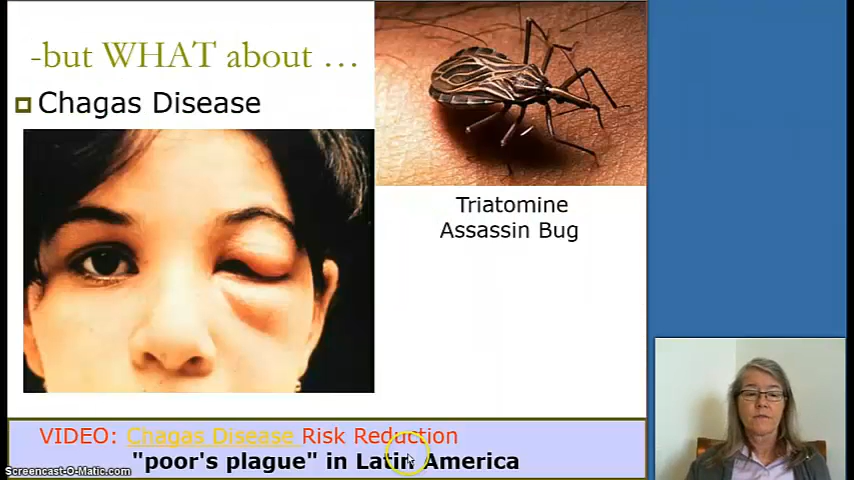 -but WHAT about …
Chagas Disease
Triatomine
Assassin Bug
VIDEO: Chagas Disease Risk Reduction
"poor's plague" in Latin America
Screencast-O-Matic.com